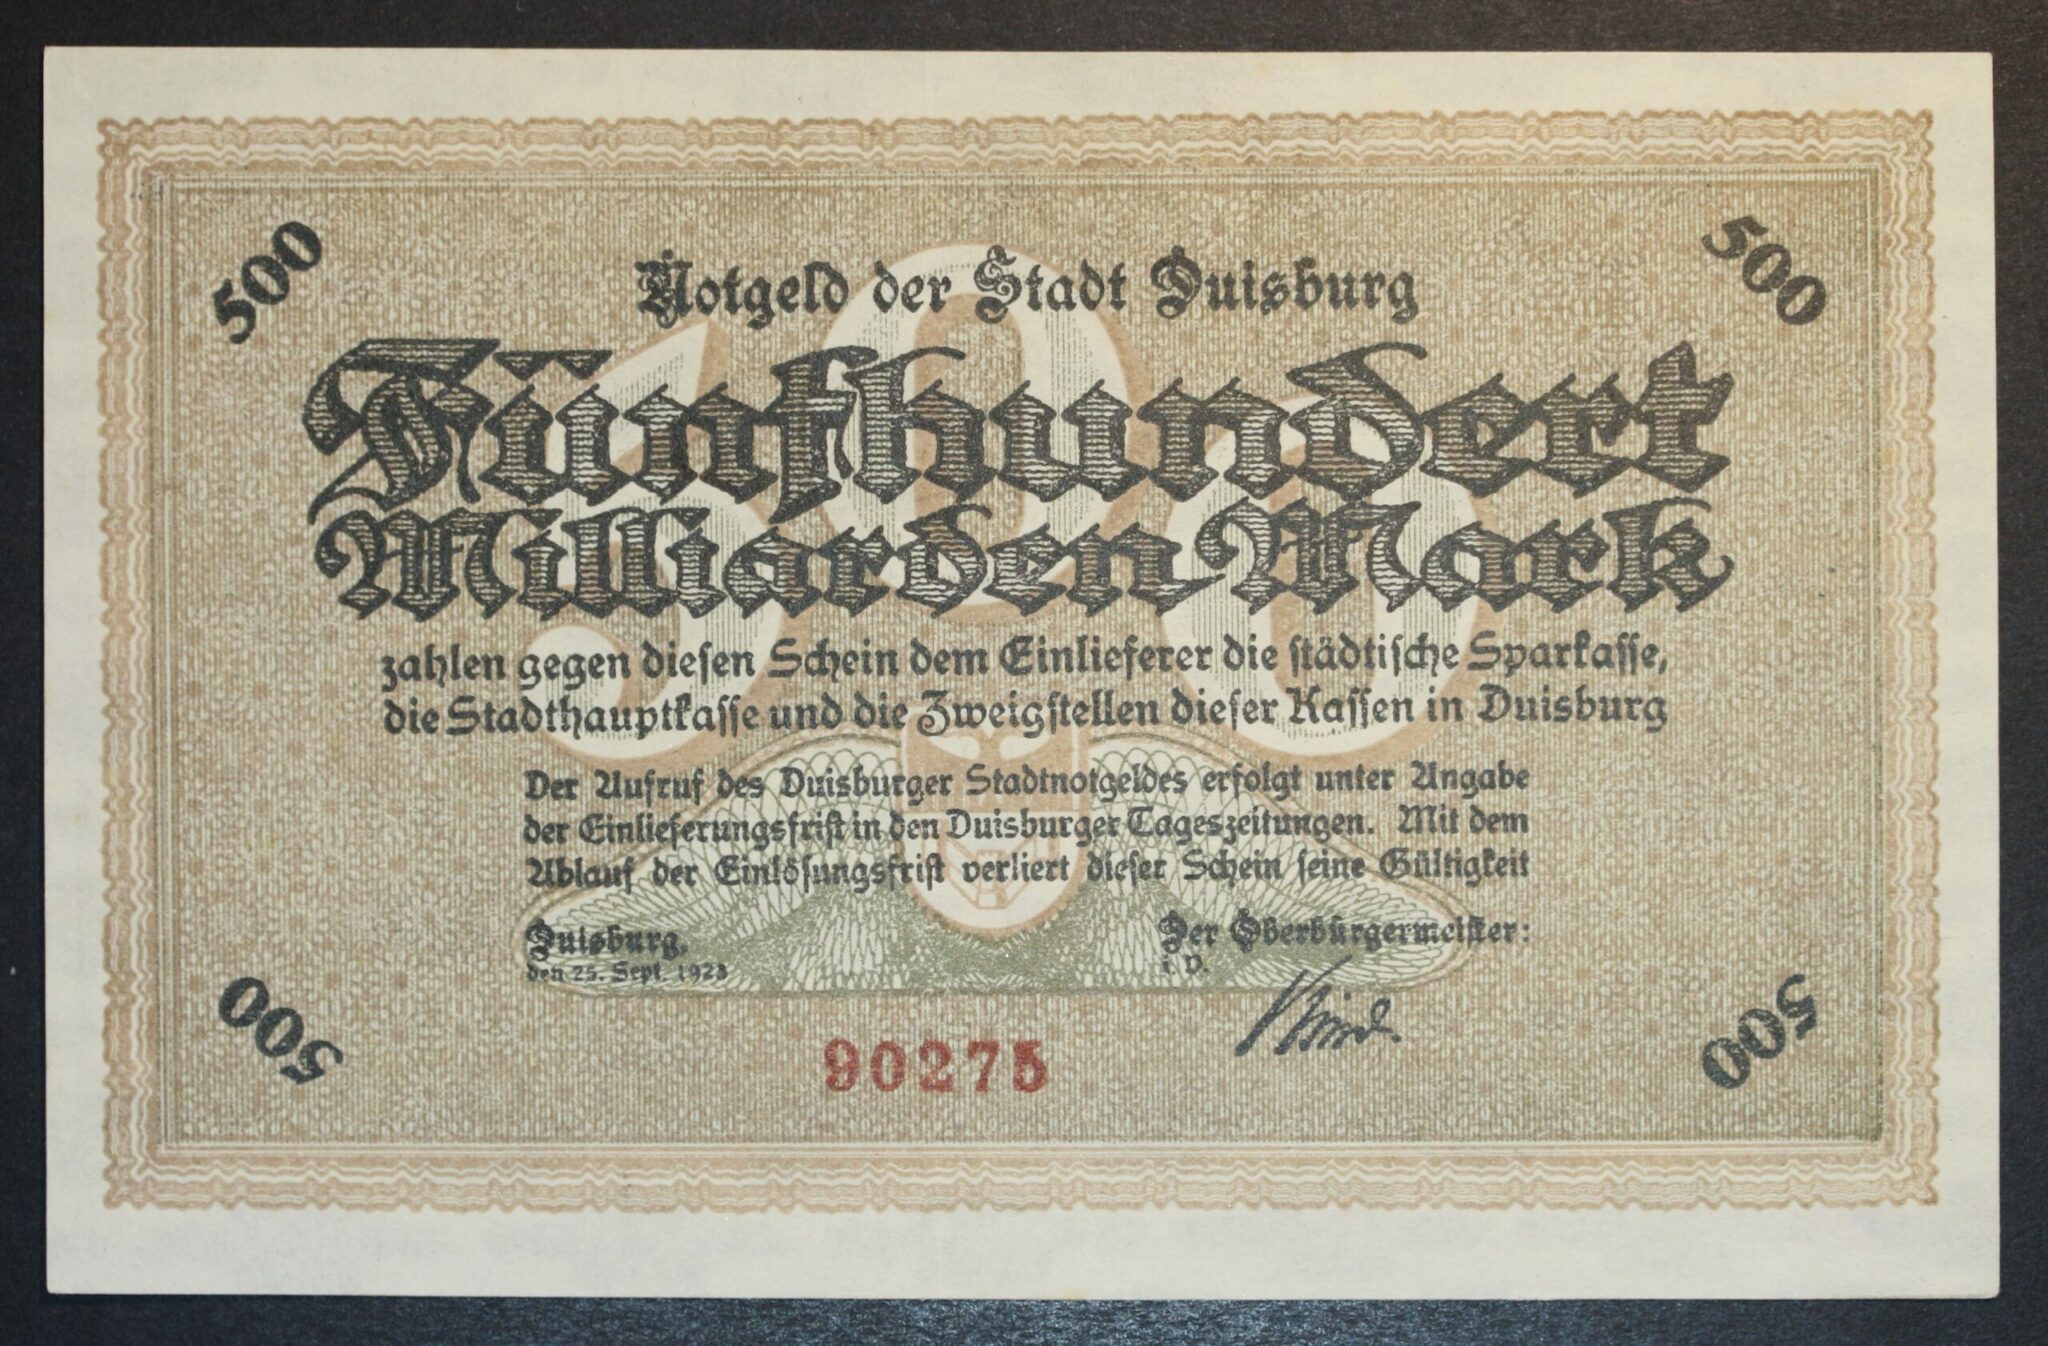 500
500
Notgeld der Stadt Duisburg
Fünfhundert
Milliarden Mark
zahlen gegen diesen Schein dem Einlieferer die städtische Sparkasse,
die Stadthauptkasse und die Zweigstellen dieser Kassen in Duisburg
Der Aufruf des Duisburger Stadtnotgeldes erfolgt unter Angabe
der Einlieferungsfrist in den Duisburger Tageszeitungen. Mit dem
Ablauf der Einlösungsfrist verliert dieser Schein seine Gültigkeit
Duisburg,
den 25. Sept. 1923
Der Oberbürgermeister:
i. V.
500
90275
500
500